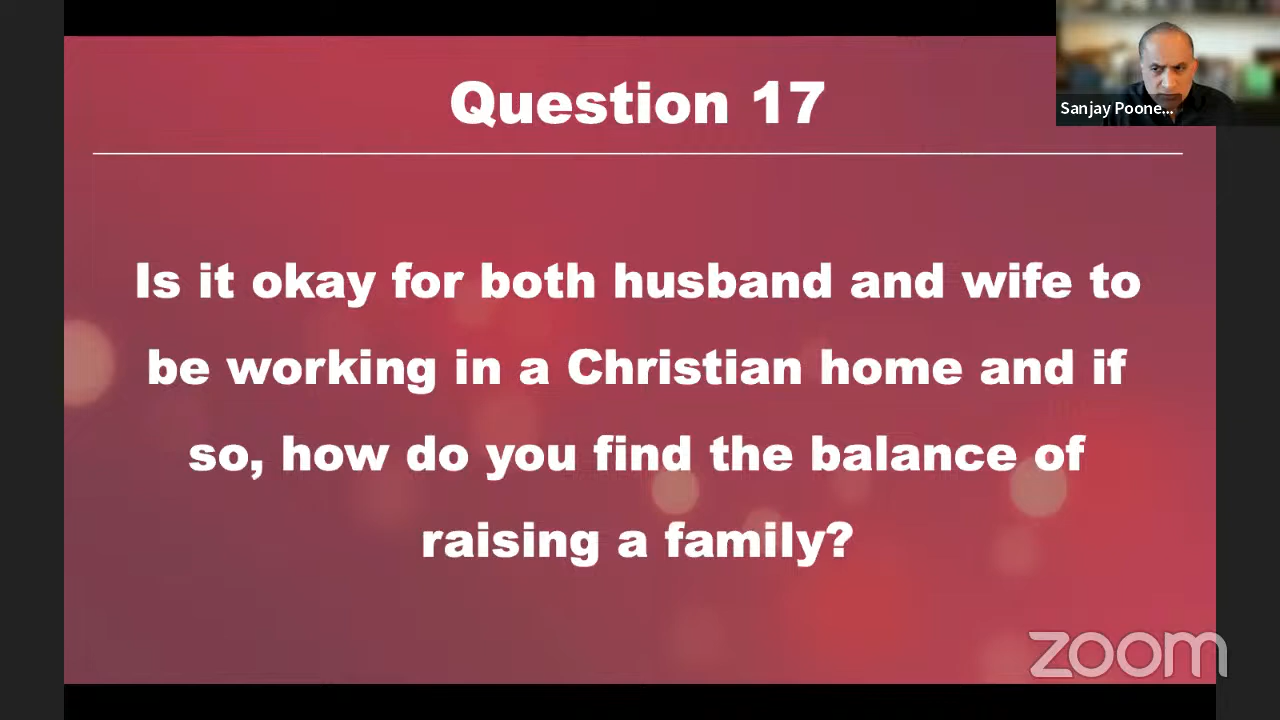 Question 17
Sanjay Poone...
Is it okay for both husband and wife to
be working in a Christian home and if
so, how do you find the balance of
raising a family?
zoom